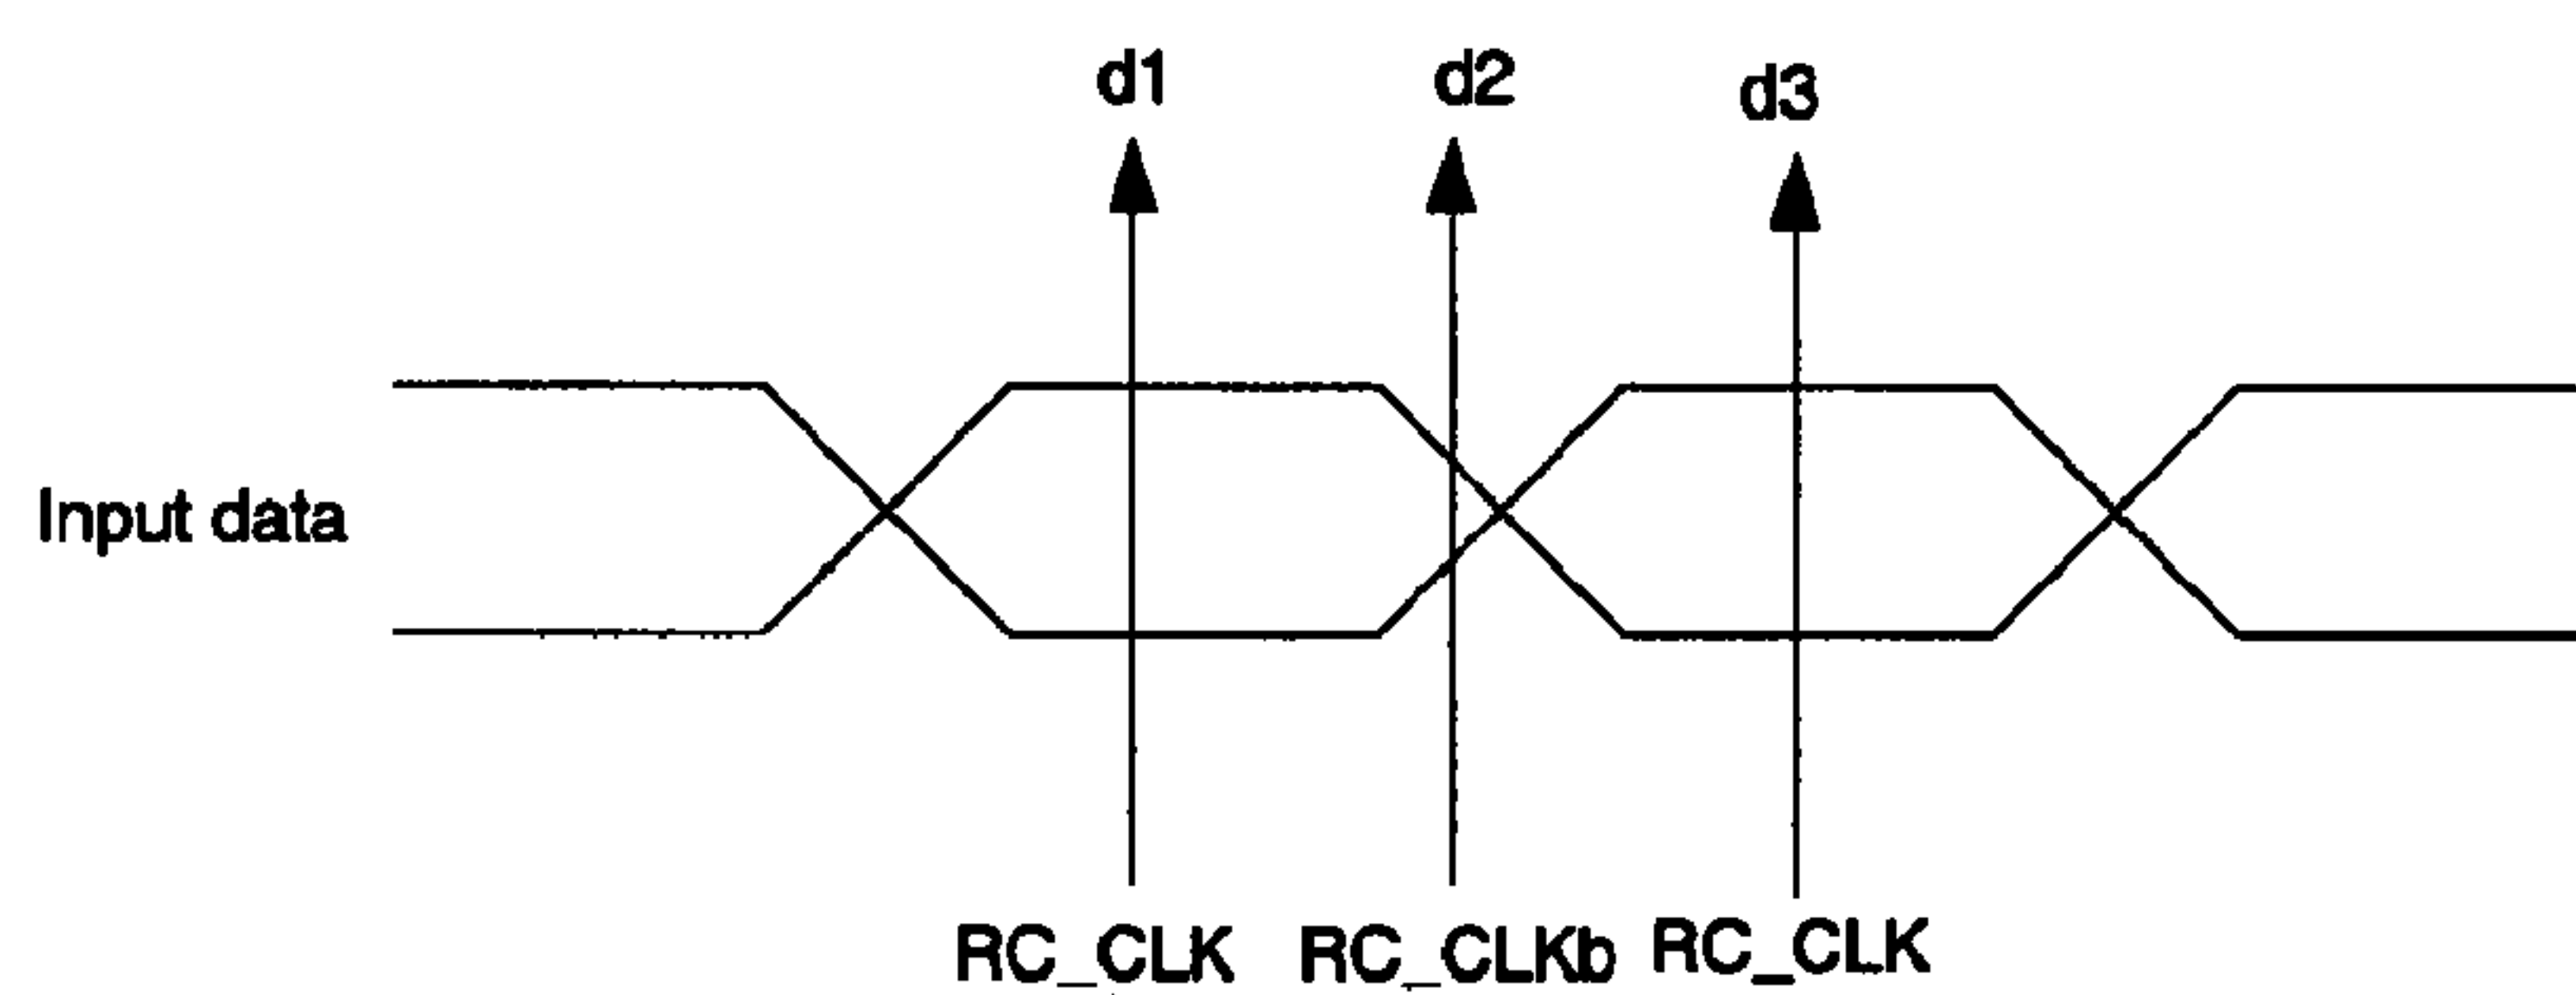 d1 d2 d3
Input data
RC_CLK RC_CLKb RC_CLK